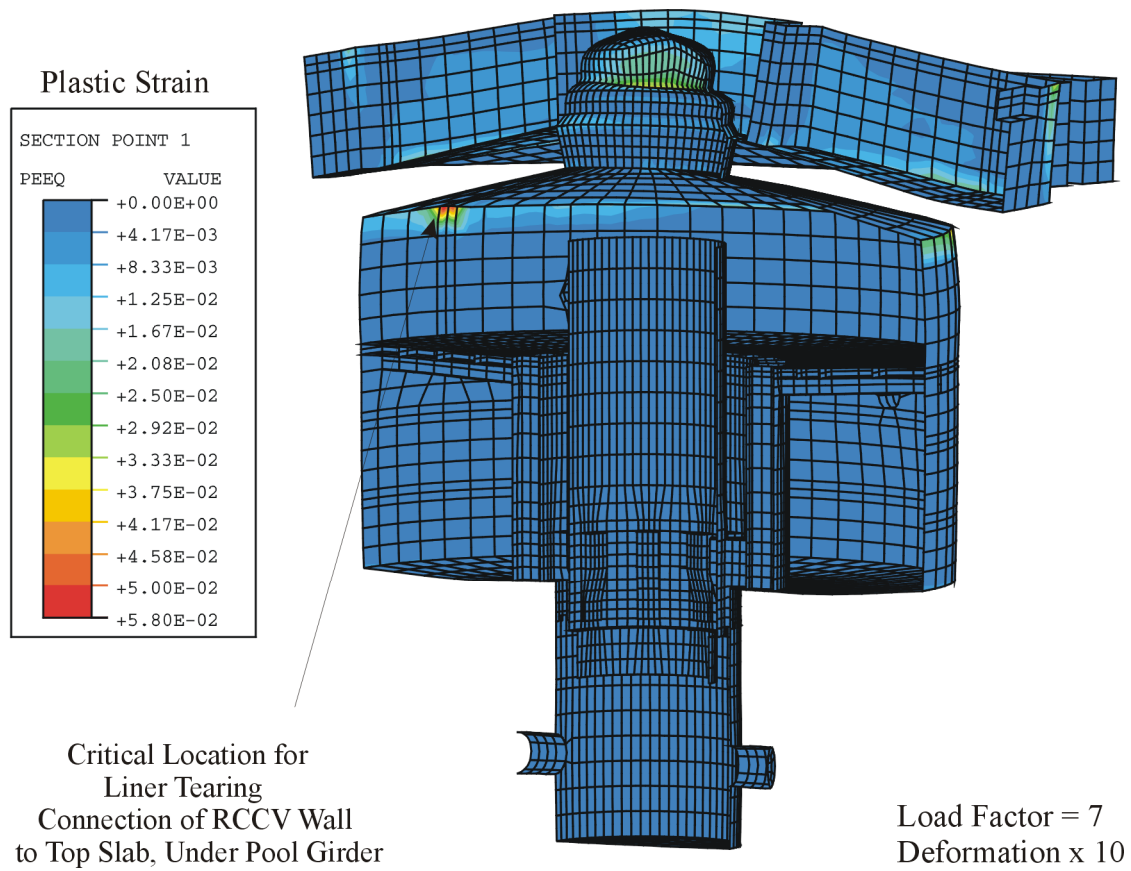 Plastic Strain
SECTION POINT 1
PEEQ VALUE
+0.00E+00
+4.17E-03
+8.33E-03
+1.25E-02
+1.67E-02
+2.08E-02
+2.50E-02
+2.92E-02
+3.33E-02
+3.75E-02
+4.17E-02
+4.58E-02
+5.00E-02
+5.80E-02
Critical Location for
Liner Tearing
Connection of RCCV Wall
to Top Slab, Under Pool Girder
Load Factor = 7
Deformation x 10